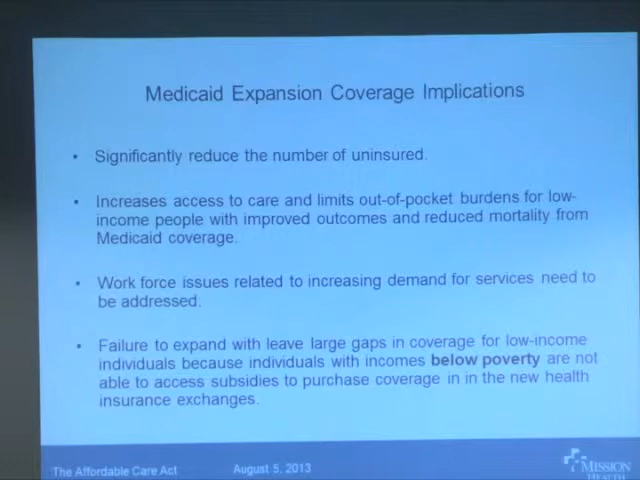 Medicaid Expansion Coverage Implications
• Significantly reduce the number of uninsured.
• Increases access to care and limits out-of-pocket burdens for low-
income people with improved outcomes and reduced mortality from
Medicaid coverage.
• Work force issues related to increasing demand for services need to
be addressed.
• Failure to expand with leave large gaps in coverage for low-income
individuals because individuals with incomes below poverty are not
able to access subsidies to purchase coverage in in the new health
insurance exchanges.
The Affordable Care Act August 5, 2013 MISSION
HEALTH